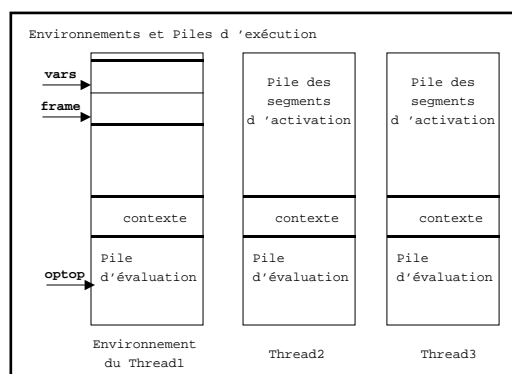 Environnements et Piles d 'exécution
vars
frame
optop
contexte
Pile
d'évaluation
Environnement
du Thread1
Pile des
segments
d 'activation
contexte
Pile
d'évaluation
Thread2
Pile des
segments
d 'activation
contexte
Pile
d'évaluation
Thread3